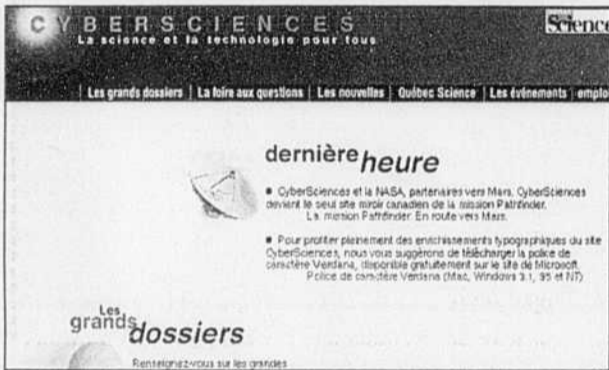 CYBERSCIENCES
La science et la technologie pour tous
Science
Les grands dossiers | La foire aux questions | Les nouvelles | Québec Science | Les événements | emplo
dernière heure
■ CyberSciences et la NASA, partenaires vers Mars. CyberSciences
devient le seul site miroir canadien de la mission Pathfinder.
La mission Pathfinder. En route vers Mars.
■ Pour profiter pleinement des enrichissements typographiques du site
CyberSciences, nous vous suggérons de télécharger la police de
caractère Verdana, disponible gratuitement sur le site de Microsoft.
Police de caractère Verdana (Mac, Windows 3.1, 95 et NT)
Les
grands dossiers
Renseignez-vous sur les grandes